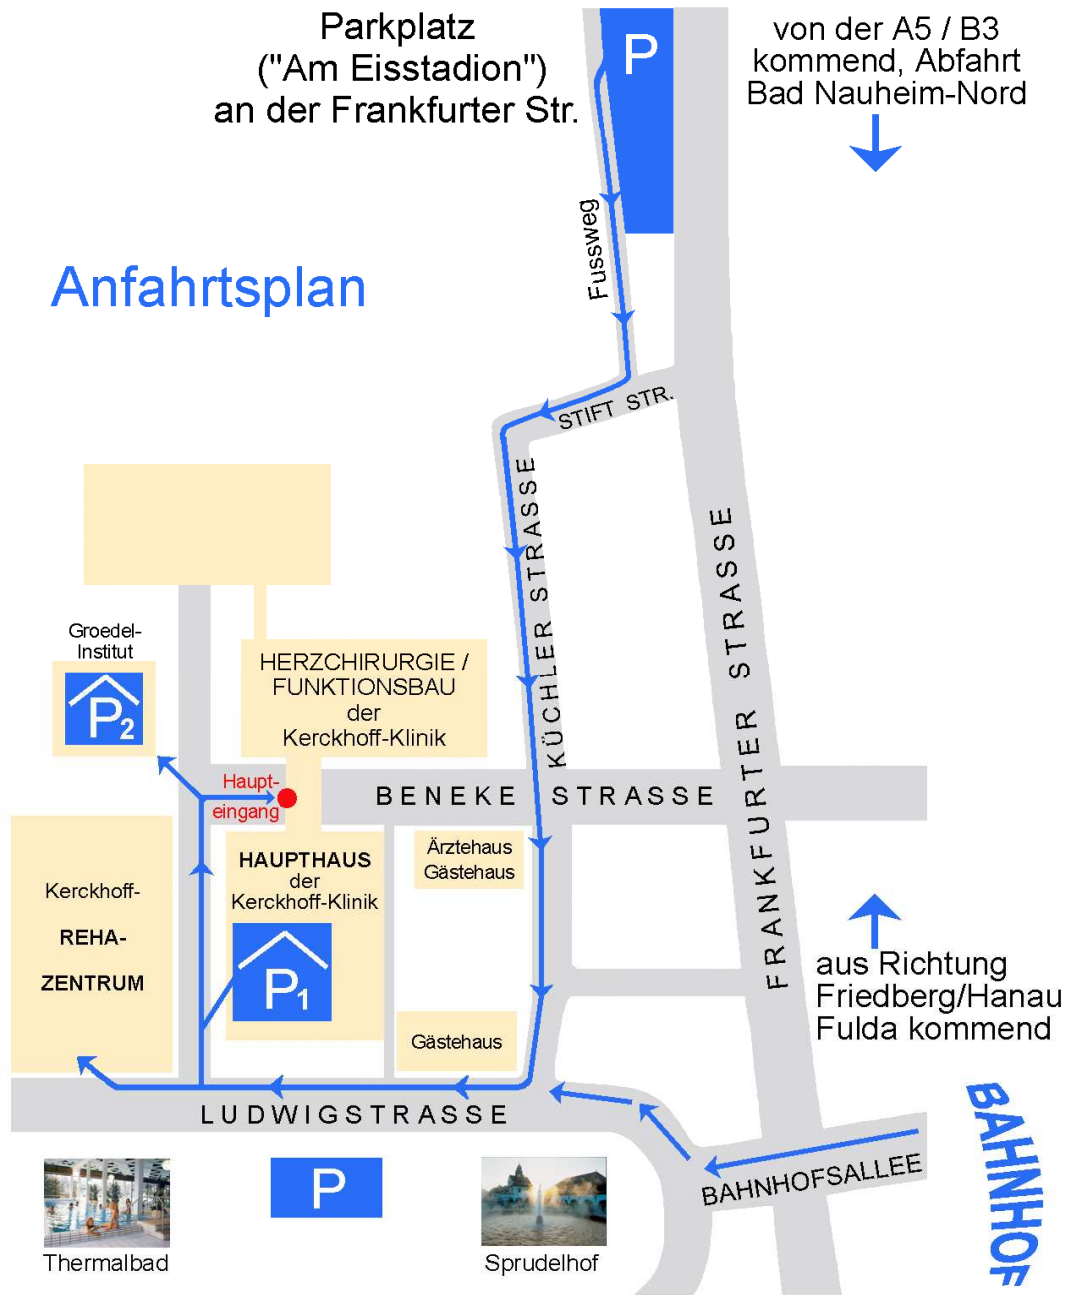 Parkplatz
("Am Eisstadion")
an der Frankfurter Str.
P
von der A5 / B3
kommend, Abfahrt
Bad Nauheim-Nord
Fussweg
Anfahrtsplan
STIFT STR.
KÜCHLER STRASSE
FRANKFURTER STRASSE
Groedel-
Institut
P2
HERZCHIRURGIE /
FUNKTIONSBAU
der
Kerckhoff-Klinik
Haupt-
eingang
BENEKE STRASSE
Kerckhoff-
REHA-
ZENTRUM
HAUPTHAUS
der
Kerckhoff-Klinik
P1
Ärztehaus
Gästehaus
Gästehaus
aus Richtung
Friedberg/Hanau
Fulda kommend
LUDWIGSTRASSE
BAHNHOFSALLEE
BAHNHOF
P
Thermalbad
Sprudelhof